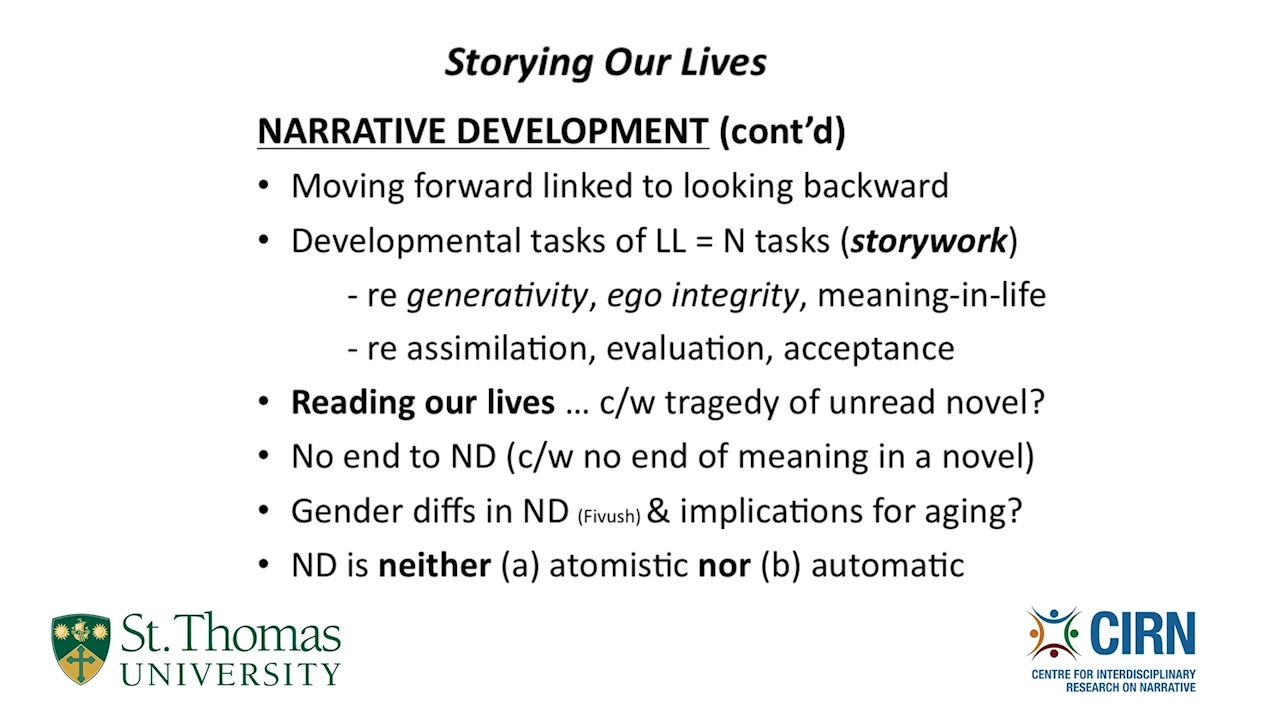 Storying Our Lives
NARRATIVE DEVELOPMENT (cont’d)
• Moving forward linked to looking backward
• Developmental tasks of LL = N tasks (storywork)
- re generativity, ego integrity, meaning-in-life
- re assimilation, evaluation, acceptance
• Reading our lives … c/w tragedy of unread novel?
• No end to ND (c/w no end of meaning in a novel)
• Gender diffs in ND (Fivush) & implications for aging?
• ND is neither (a) atomistic nor (b) automatic
St. Thomas
UNIVERSITY
CIRN
CENTRE FOR INTERDISCIPLINARY
RESEARCH ON NARRATIVE